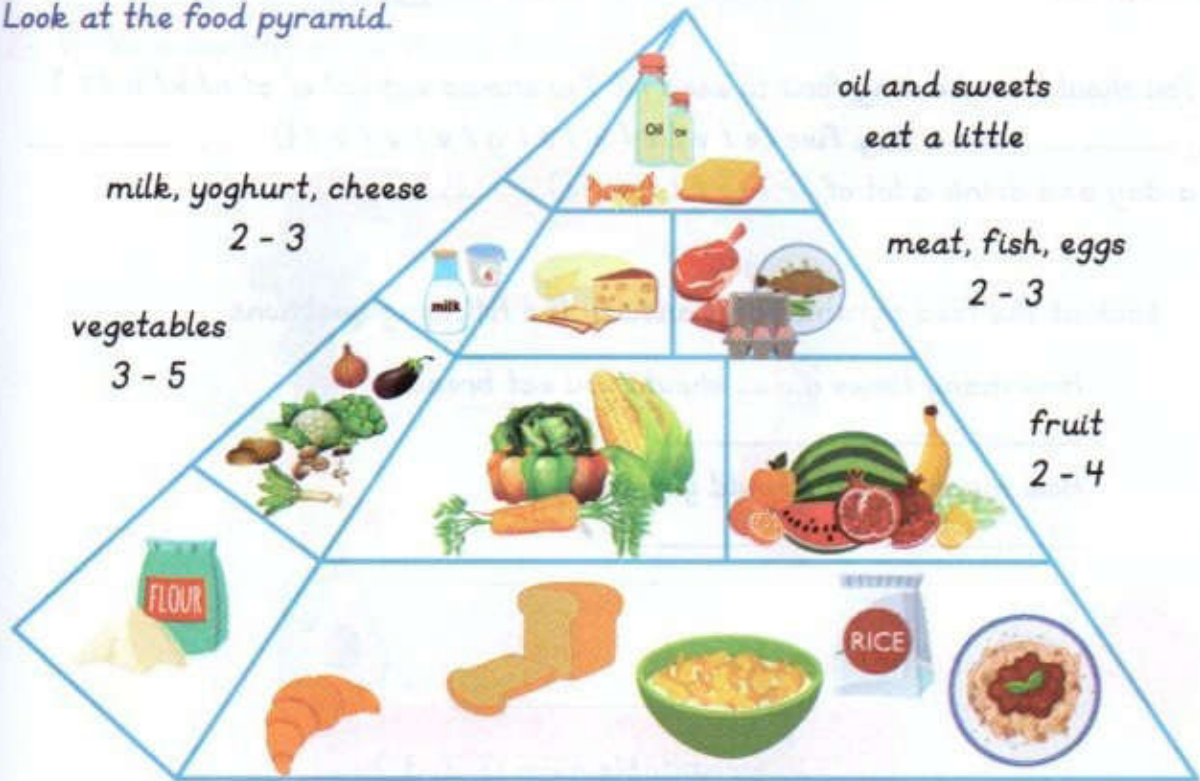 Look at the food pyramid.
oil and sweets
eat a little
milk, yoghurt, cheese
2 - 3
meat, fish, eggs
2 - 3
vegetables
3 - 5
fruit
2 - 4
Oil
Oil
milk
FLOUR
RICE